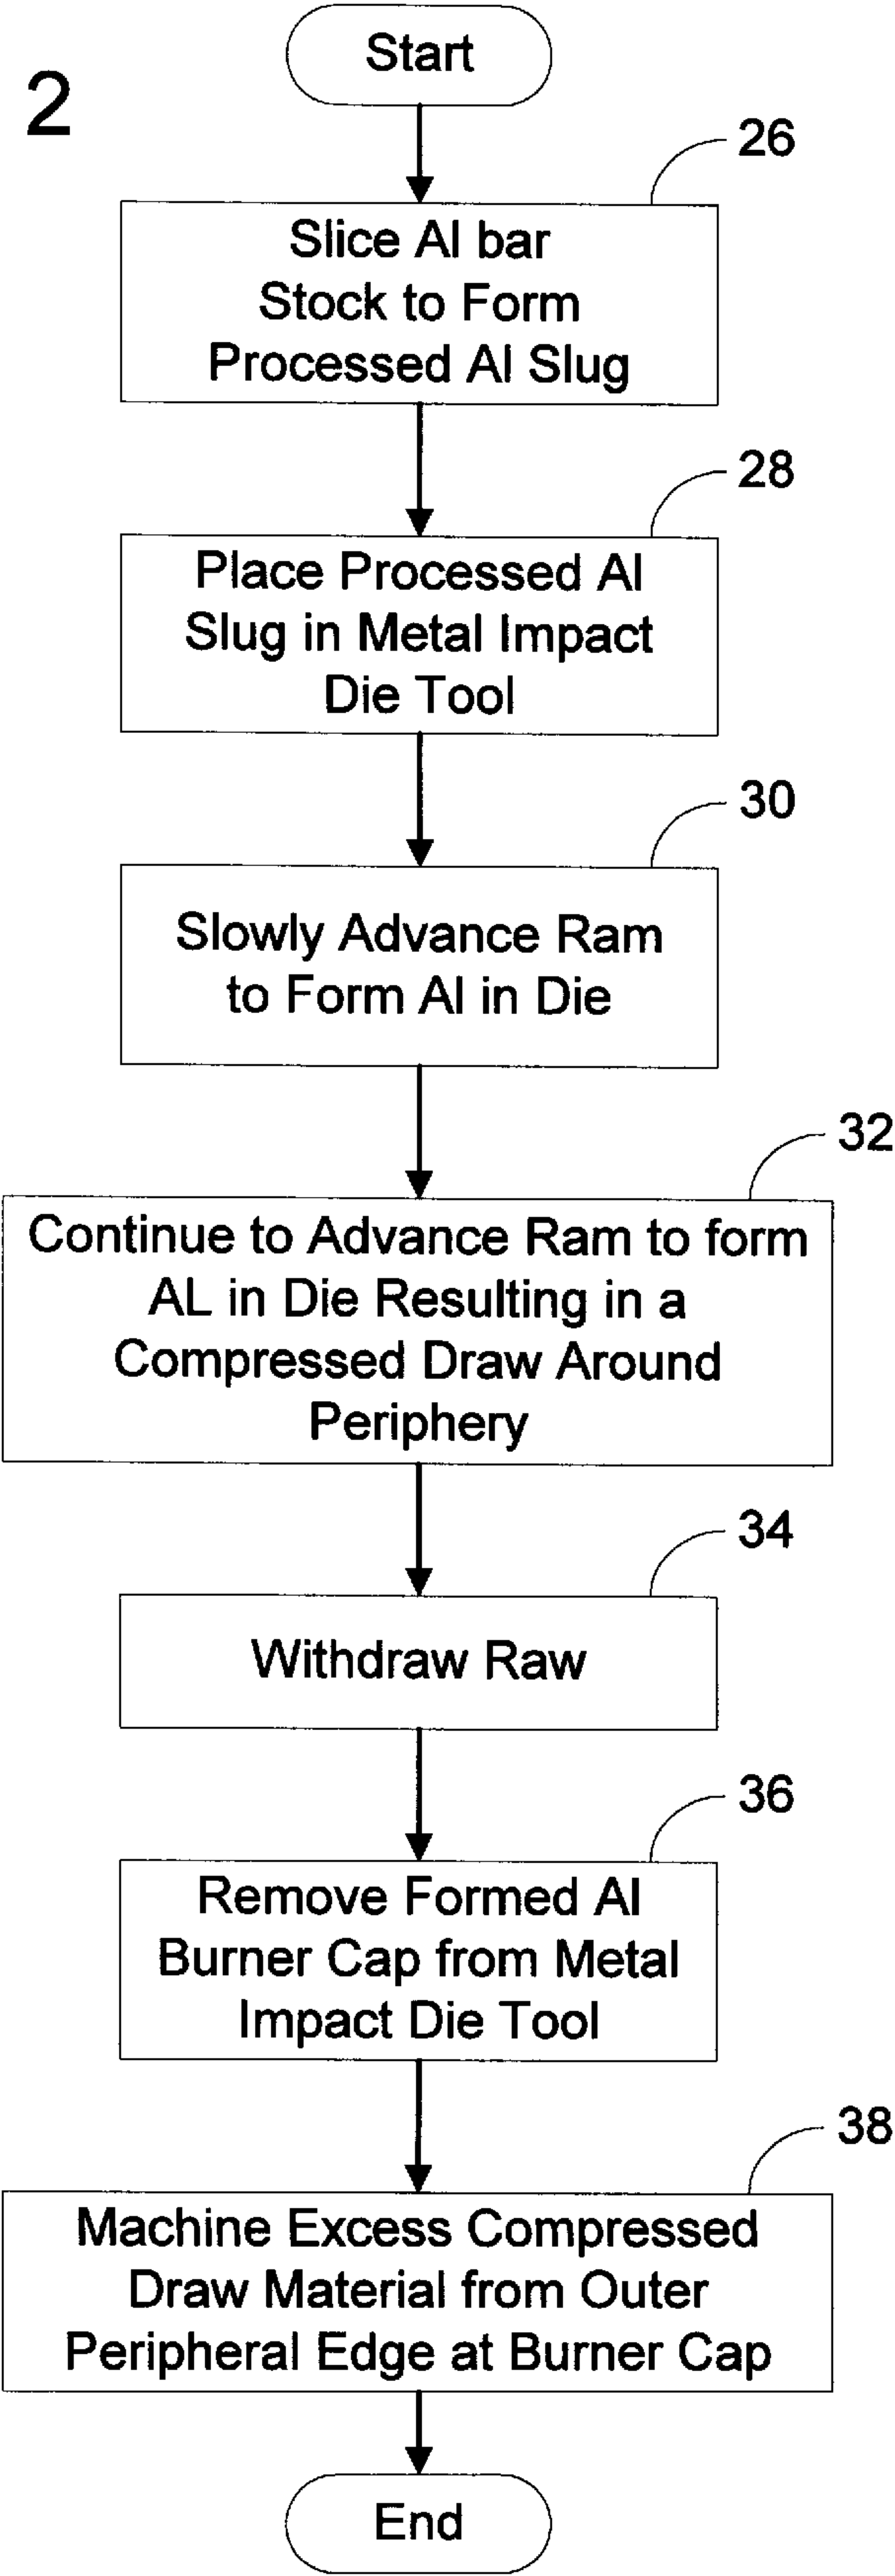 Start
2
26
Slice Al bar
Stock to Form
Processed Al Slug
28
Place Processed Al
Slug in Metal Impact
Die Tool
30
Slowly Advance Ram
to Form Al in Die
32
Continue to Advance Ram to form
AL in Die Resulting in a
Compressed Draw Around
Periphery
34
Withdraw Raw
36
Remove Formed Al
Burner Cap from Metal
Impact Die Tool
38
Machine Excess Compressed
Draw Material from Outer
Peripheral Edge at Burner Cap
End